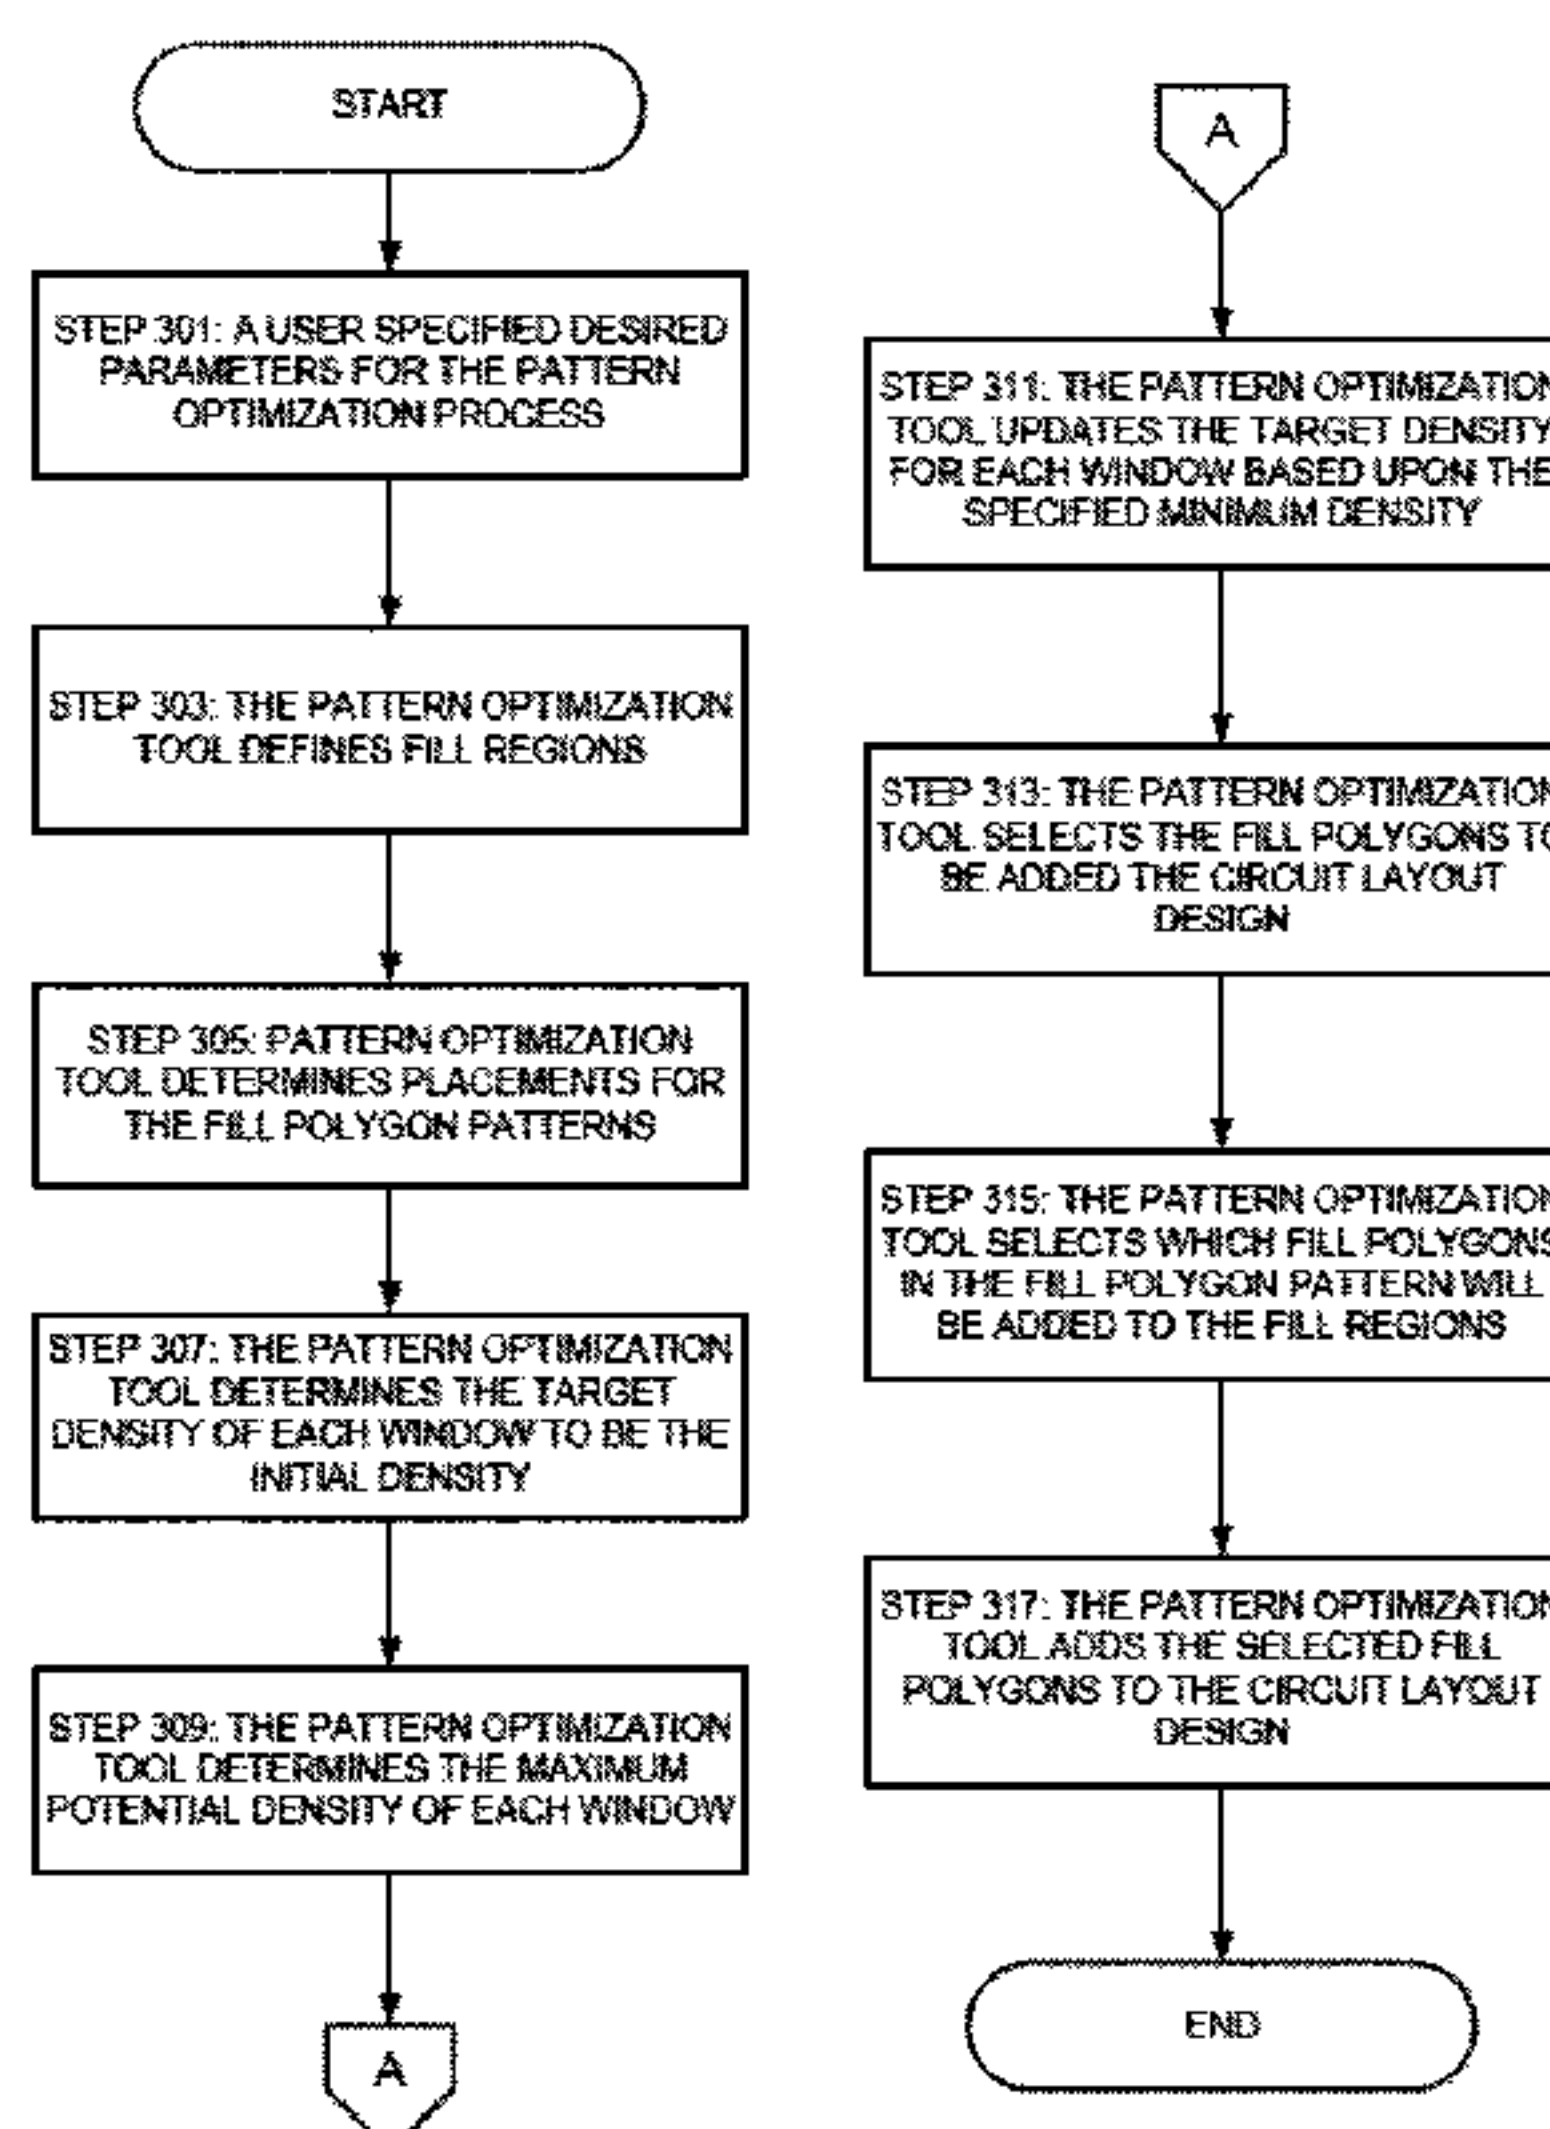 START
STEP 301: A USER SPECIFIED DESIRED
PARAMETERS FOR THE PATTERN
OPTIMIZATION PROCESS
STEP 303: THE PATTERN OPTIMIZATION
TOOL DEFINES FILL REGIONS
STEP 305: PATTERN OPTIMIZATION
TOOL DETERMINES PLACEMENTS FOR
THE FILL POLYGON PATTERNS
STEP 307: THE PATTERN OPTIMIZATION
TOOL DETERMINES THE TARGET
DENSITY OF EACH WINDOW TO BE THE
INITIAL DENSITY
STEP 309: THE PATTERN OPTIMIZATION
TOOL DETERMINES THE MAXIMUM
POTENTIAL DENSITY OF EACH WINDOW
A
A
STEP 311: THE PATTERN OPTIMIZATION
TOOL UPDATES THE TARGET DENSITY
FOR EACH WINDOW BASED UPON THE
SPECIFIED MINIMUM DENSITY
STEP 313: THE PATTERN OPTIMIZATION
TOOL SELECTS THE FILL POLYGONS TO
BE ADDED THE CIRCUIT LAYOUT
DESIGN
STEP 315: THE PATTERN OPTIMIZATION
TOOL SELECTS WHICH FILL POLYGONS
IN THE FILL POLYGON PATTERN WILL
BE ADDED TO THE FILL REGIONS
STEP 317: THE PATTERN OPTIMIZATION
TOOL ADDS THE SELECTED FILL
POLYGONS TO THE CIRCUIT LAYOUT
DESIGN
END